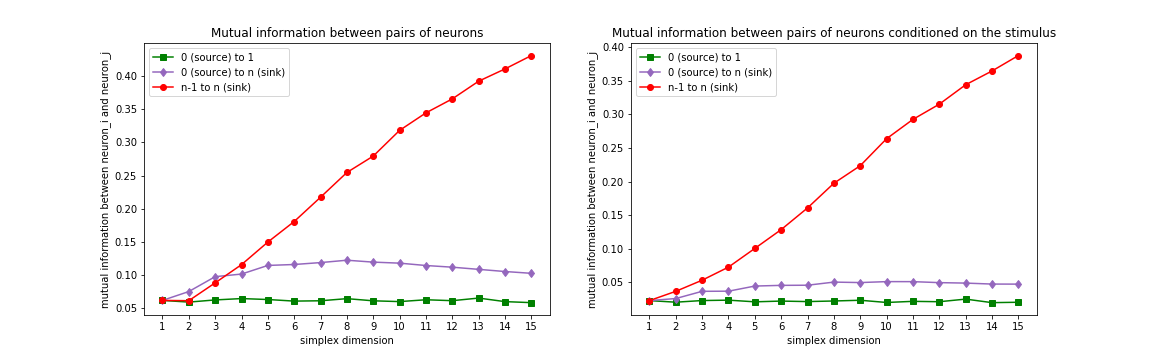 Mutual information between pairs of neurons
mutual information between neuron_i and neuron_j
0.40
0.35
0.30
0.25
0.20
0.15
0.10
0.05
0 (source) to 1
0 (source) to n (sink)
n-1 to n (sink)
1 2 3 4 5 6 7 8 9 10 11 12 13 14 15
simplex dimension
Mutual information between pairs of neurons conditioned on the stimulus
mutual information between neuron_i and neuron_j
0.40
0.35
0.30
0.25
0.20
0.15
0.10
0.05
0 (source) to 1
0 (source) to n (sink)
n-1 to n (sink)
1 2 3 4 5 6 7 8 9 10 11 12 13 14 15
simplex dimension